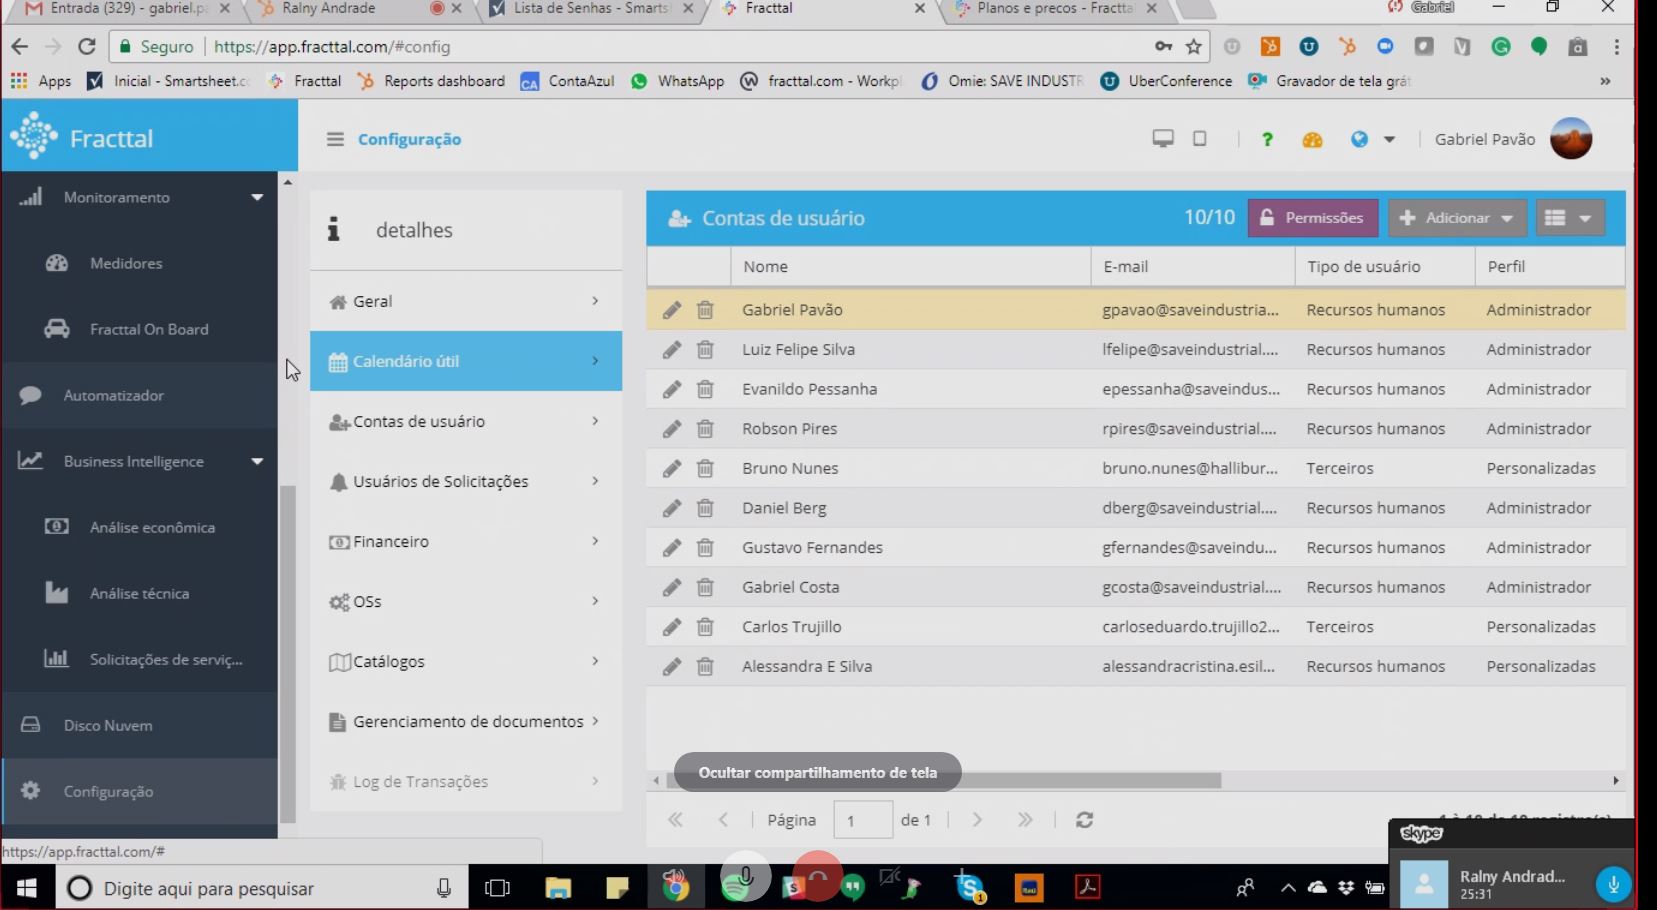 Entrada (329) - gabriel.pa
Ralny Andrade
Lista de Senhas - Smarts
Fracttal
Planos e precos - Fractta
Gabriel
Seguro
https://app.fracttal.com/#config
Apps
Inicial - Smartsheet.co
Fracttal
Reports dashboard
ContaAzul
WhatsApp
fracttal.com - Workpl
Omie: SAVE INDUSTR
UberConference
Gravador de tela grát
Fracttal
Configuração
Gabriel Pavão
Monitoramento
Medidores
Fracttal On Board
Automatizador
Business Intelligence
Análise econômica
Análise técnica
Solicitações de serviç...
Disco Nuvem
Configuração
detalhes
Geral
Calendário útil
Contas de usuário
Usuários de Solicitações
Financeiro
OSs
Catálogos
Gerenciamento de documentos
Log de Transações
Contas de usuário 10/10 Permissões Adicionar
Nome E-mail Tipo de usuário Perfil
Gabriel Pavão gpavao@saveindustria... Recursos humanos Administrador
Luiz Felipe Silva lfelipe@saveindustrial.... Recursos humanos Administrador
Evanildo Pessanha epessanha@saveindus... Recursos humanos Administrador
Robson Pires rpires@saveindustrial.... Recursos humanos Administrador
Bruno Nunes bruno.nunes@hallibur... Terceiros Personalizadas
Daniel Berg dberg@saveindustrial.... Recursos humanos Administrador
Gustavo Fernandes gfernandes@saveindu... Recursos humanos Administrador
Gabriel Costa gcosta@saveindustrial.... Recursos humanos Administrador
Carlos Trujillo carloseduardo.trujillo2... Terceiros Personalizadas
Alessandra E Silva alessandracristina.esil... Recursos humanos Personalizadas
Ocultar compartilhamento de tela
Página 1 de 1
https://app.fracttal.com/#
Digite aqui para pesquisar
skype
Ralny Andrad...
25:31